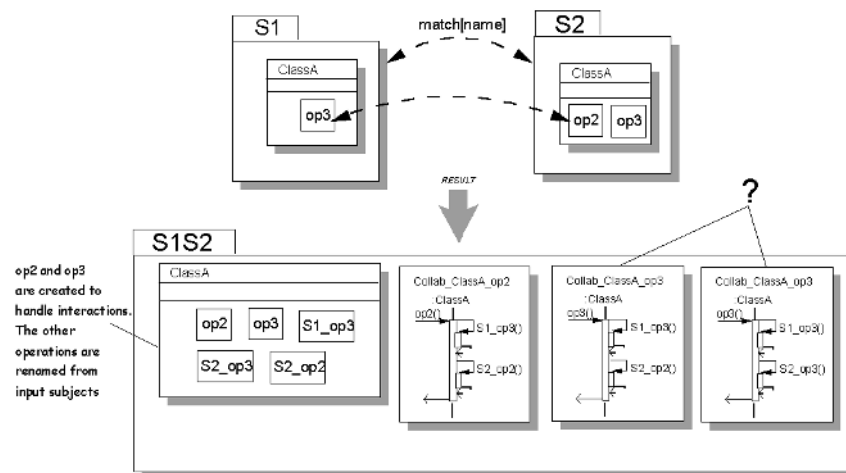 S1
match[name]
S2
ClassA
op3
ClassA
op2
op3
RESULT
?
S1S2
op2 and op3
are created to
handle interactions.
The other
operations are
renamed from
input subjects
ClassA
op2
op3
S1_op3
S2_op3
S2_op2
Collab_ClassA_op2
:ClassA
op2()
S1_op3()
S2_op2()
Collab_ClassA_op3
:ClassA
op3()
S1_op3()
S2_op2()
Collab_ClassA_op3
:ClassA
op3()
S1_op3()
S2_op3()